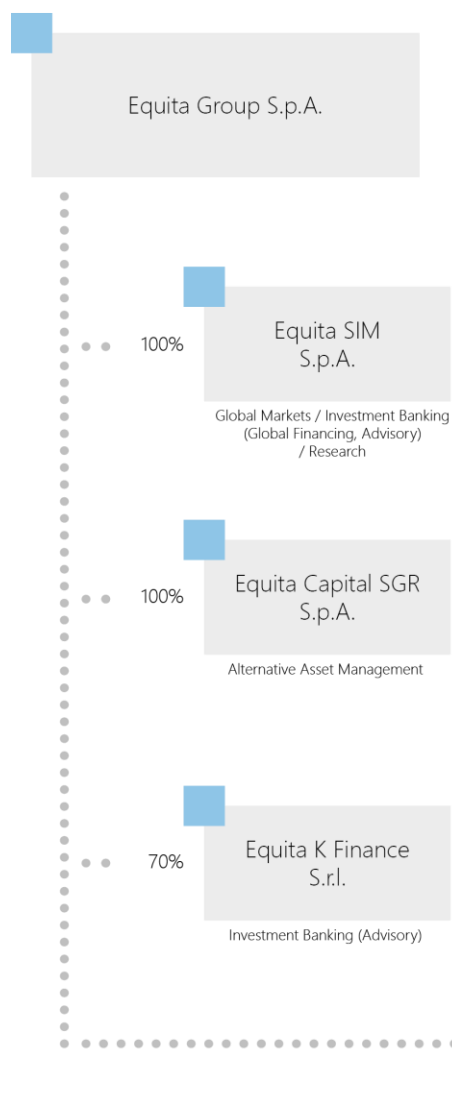 Equita Group S.p.A.
100%
Equita SIM
S.p.A.
Global Markets / Investment Banking
(Global Financing, Advisory)
/ Research
100%
Equita Capital SGR
S.p.A.
Alternative Asset Management
70%
Equita K Finance
S.r.l.
Investment Banking (Advisory)